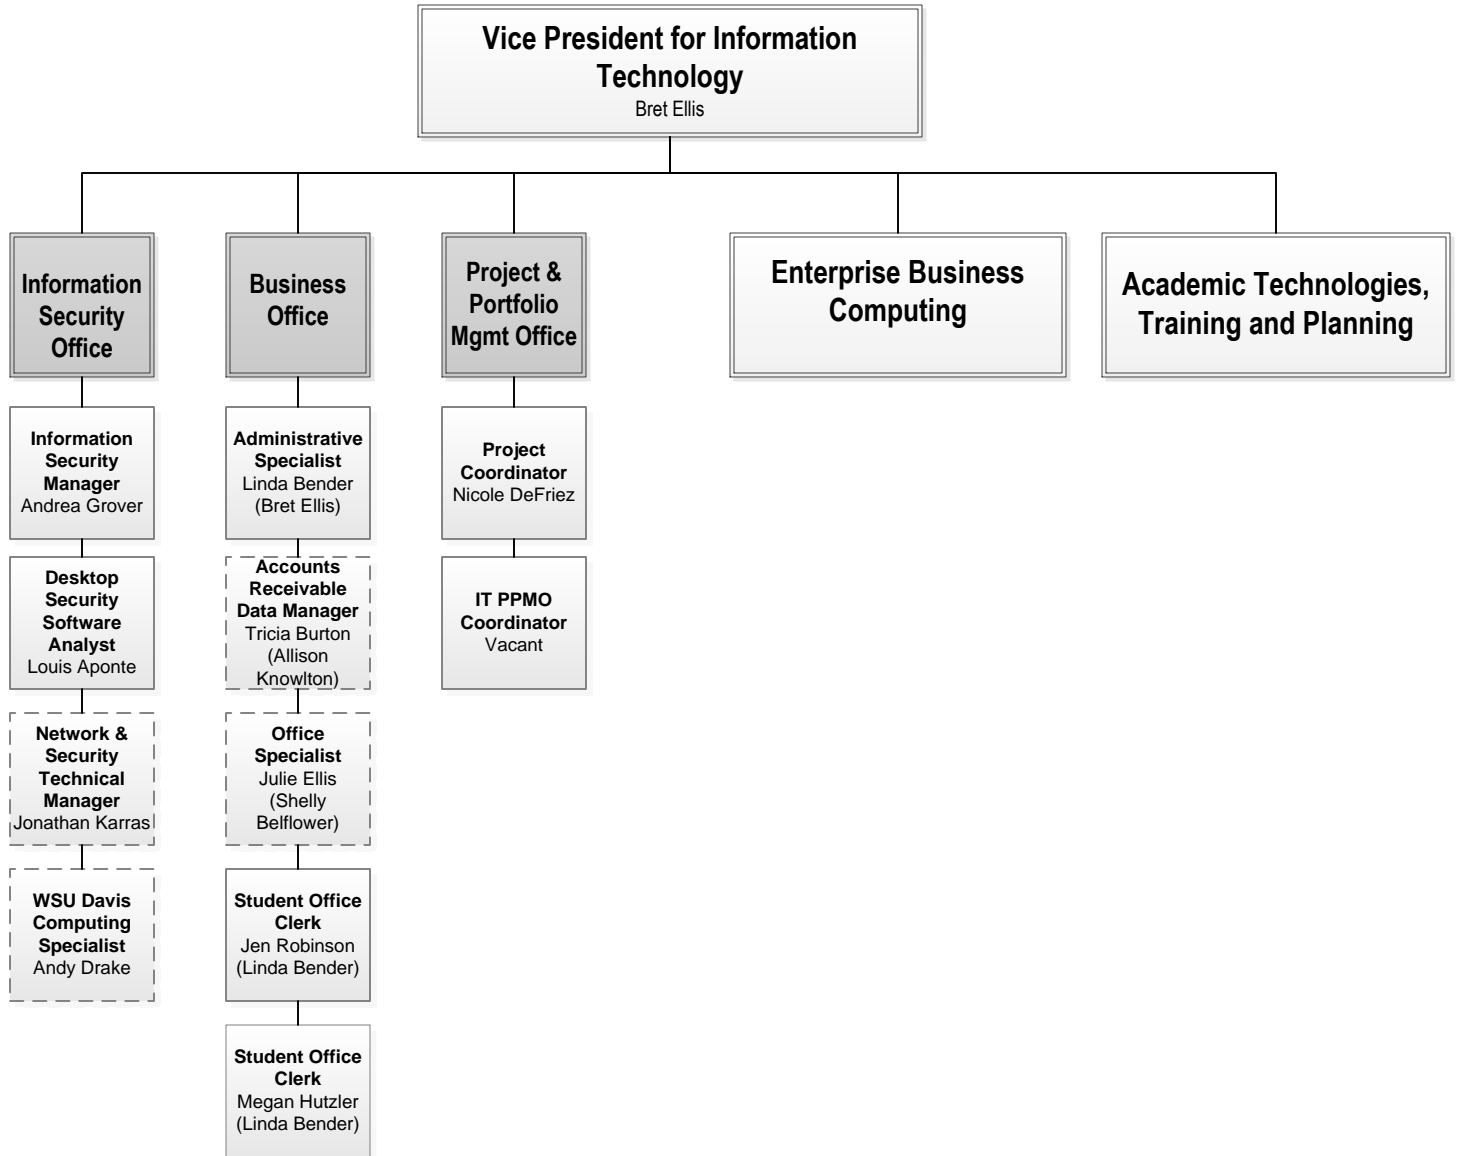 Vice President for Information
Technology
Bret Ellis
Information
Security
Office
Business
Office
Project &
Portfolio
Mgmt Office
Enterprise Business
Computing
Academic Technologies,
Training and Planning
Information
Security
Manager
Andrea Grover
Desktop
Security
Software
Analyst
Louis Aponte
Network &
Security
Technical
Manager
Jonathan Karras
WSU Davis
Computing
Specialist
Andy Drake
Administrative
Specialist
Linda Bender
(Bret Ellis)
Accounts
Receivable
Data Manager
Tricia Burton
(Allison
Knowlton)
Office
Specialist
Julie Ellis
(Shelly
Belflower)
Student Office
Clerk
Jen Robinson
(Linda Bender)
Student Office
Clerk
Megan Hutzler
(Linda Bender)
Project
Coordinator
Nicole DeFriez
IT PPMO
Coordinator
Vacant